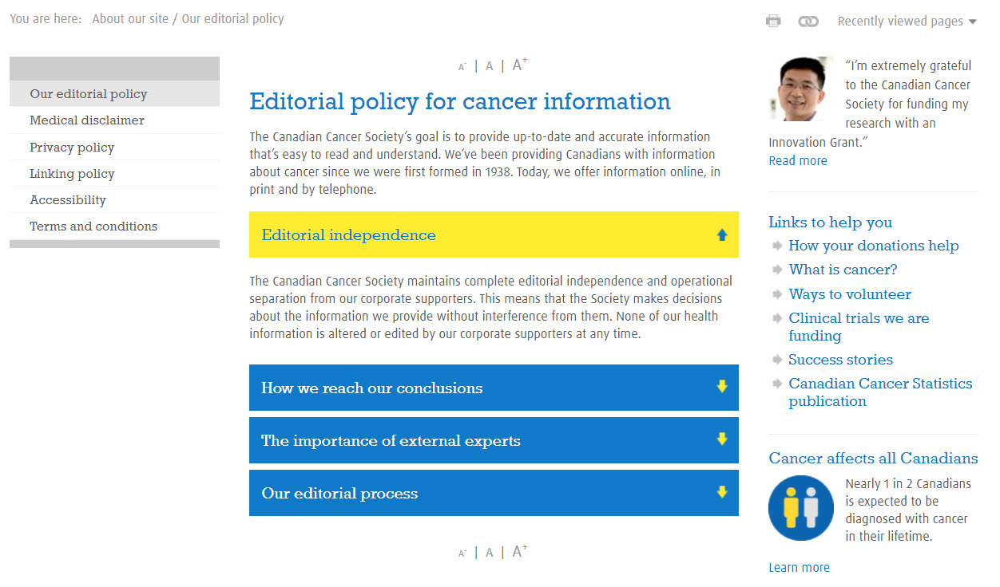 You are here: About our site / Our editorial policy
Recently viewed pages
Our editorial policy
Medical disclaimer
Privacy policy
Linking policy
Accessibility
Terms and conditions
A- | A | A+
Editorial policy for cancer information
The Canadian Cancer Society's goal is to provide up-to-date and accurate information
that's easy to read and understand. We've been providing Canadians with information
about cancer since we were first formed in 1938. Today, we offer information online, in
print and by telephone.
Editorial independence
The Canadian Cancer Society maintains complete editorial independence and operational
separation from our corporate supporters. This means that the Society makes decisions
about the information we provide without interference from them. None of our health
information is altered or edited by our corporate supporters at any time.
How we reach our conclusions
The importance of external experts
Our editorial process
A- | A | A+
“I'm extremely grateful
to the Canadian Cancer
Society for funding my
research with an
Innovation Grant.”
Read more
Links to help you
How your donations help
What is cancer?
Ways to volunteer
Clinical trials we are
funding
Success stories
Canadian Cancer Statistics
publication
Cancer affects all Canadians
Nearly 1 in 2 Canadians
is expected to be
diagnosed with cancer
in their lifetime.
Learn more